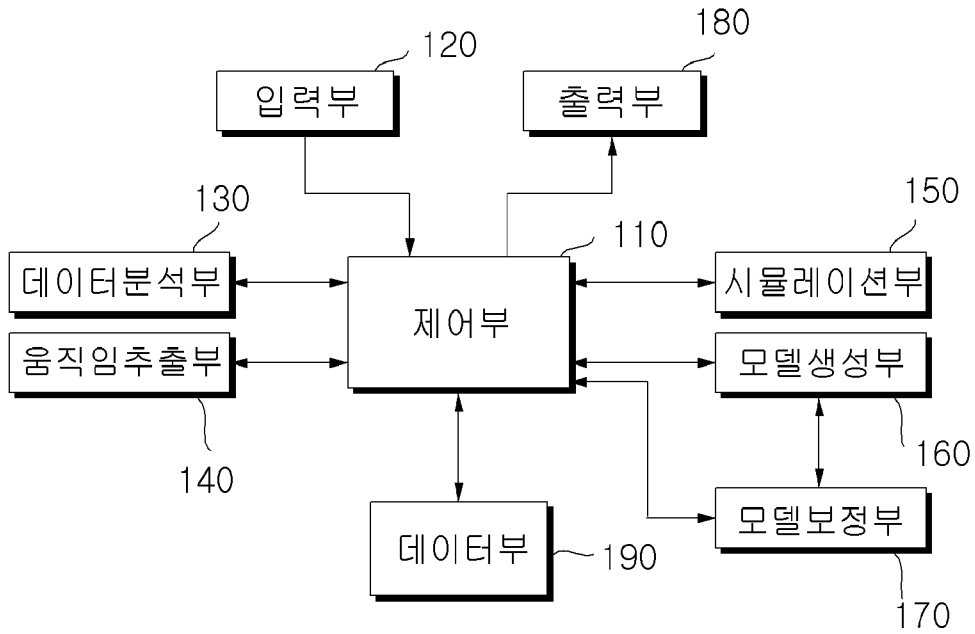 120
180
입력부
출력부
130
110
150
데이터분석부
제어부
시뮬레이션부
움직임추출부
모델생성부
140
160
데이터부
190
모델보정부
170